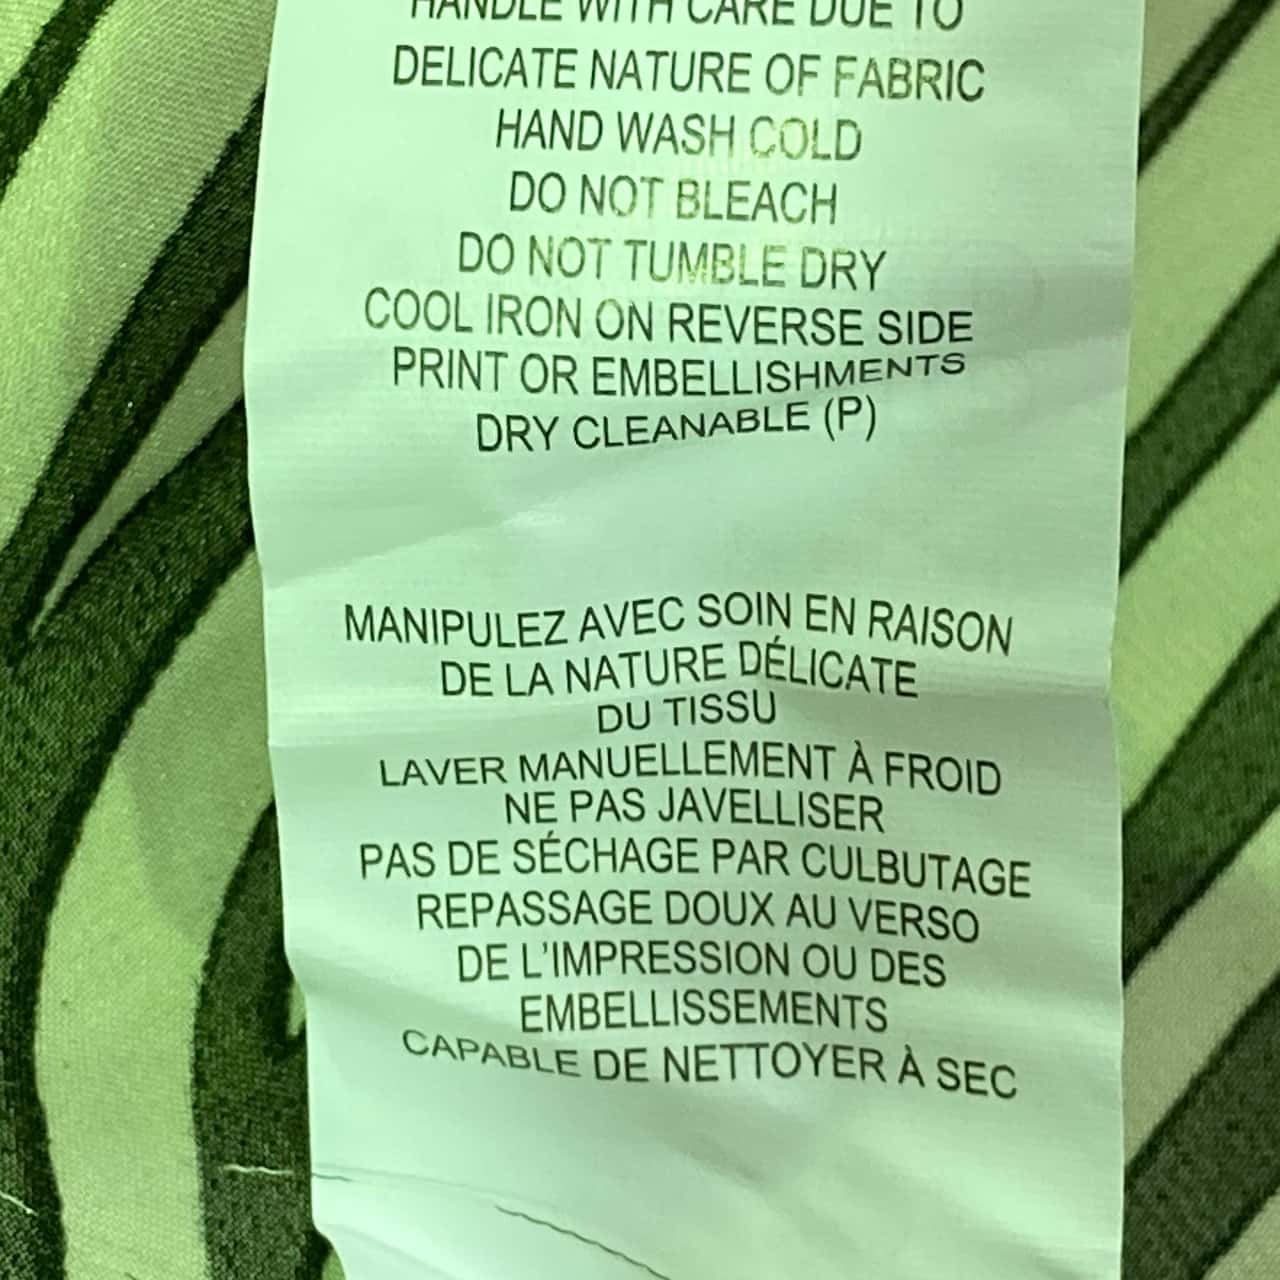 HANDLE WITH CARE DUE TO
DELICATE NATURE OF FABRIC
HAND WASH COLD
DO NOT BLEACH
DO NOT TUMBLE DRY
COOL IRON ON REVERSE SIDE
PRINT OR EMBELLISHMENTS
DRY CLEANABLE (P)
MANIPULEZ AVEC SOIN EN RAISON
DE LA NATURE DÉLICATE
DU TISSU
LAVER MANUELLEMENT À FROID
NE PAS JAVELLISER
PAS DE SÉCHAGE PAR CULBUTAGE
REPASSAGE DOUX AU VERSO
DE L'IMPRESSION OU DES
EMBELLISSEMENTS
CAPABLE DE NETTOYER À SEC